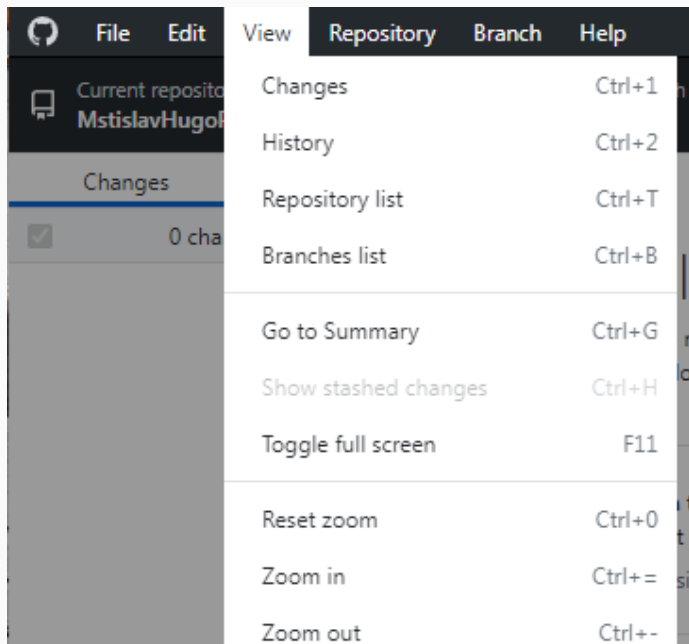 File Edit View Repository Branch Help
Current reposito
MstislavHugo
Changes
0 cha
Changes Ctrl+1
History Ctrl+2
Repository list Ctrl+T
Branches list Ctrl+B
Go to Summary Ctrl+G
Show stashed changes Ctrl+H
Toggle full screen F11
Reset zoom Ctrl+0
Zoom in Ctrl+=
Zoom out Ctrl+-